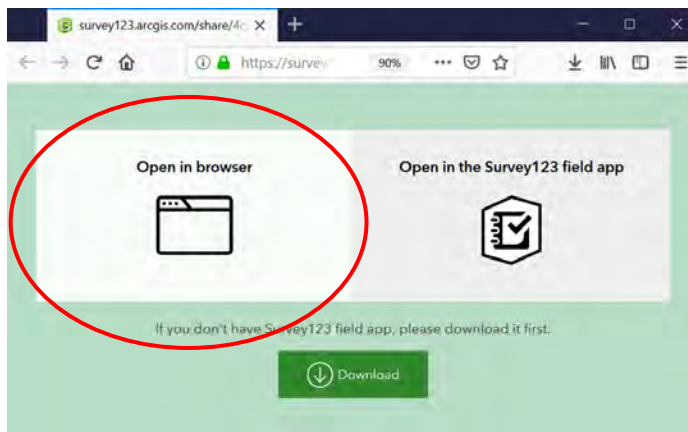 survey123.arcgis.com/share/4
https://survey 90%
Open in browser Open in the Survey123 field app
If you don't have Survey123 field app, please download it first.
Download